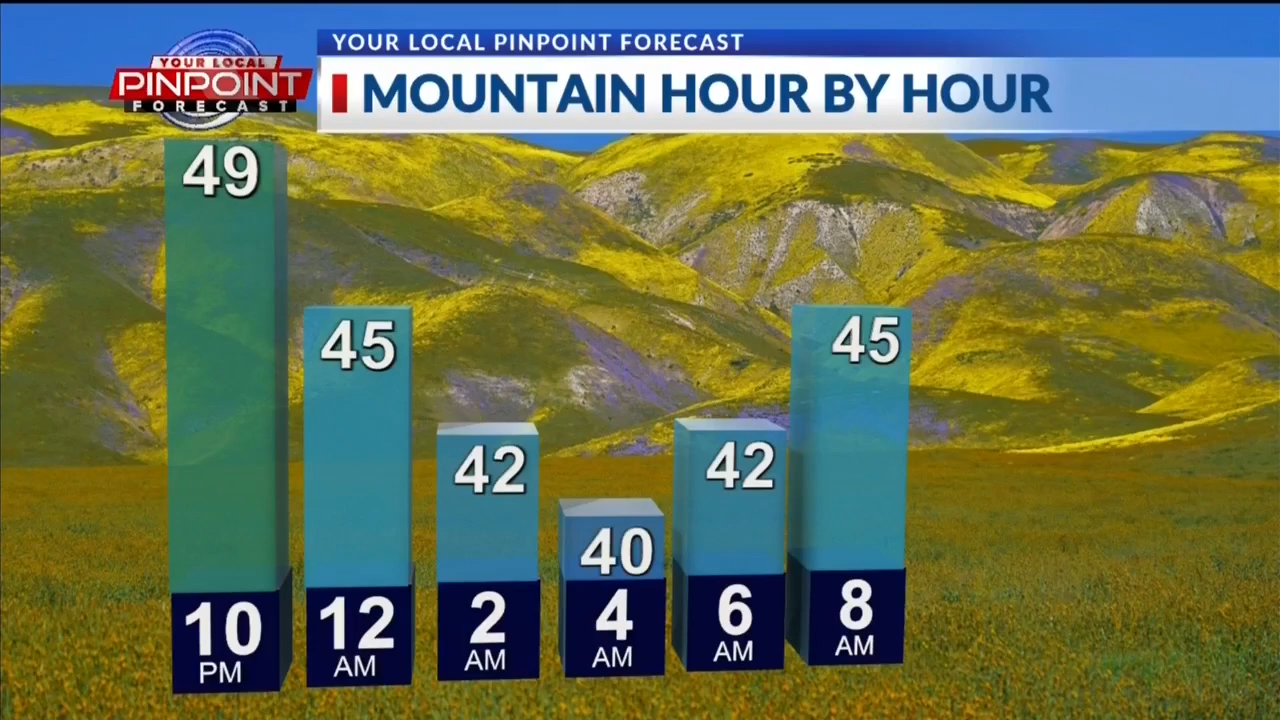 YOUR LOCAL
PINPOINT
FORECAST
YOUR LOCAL PINPOINT FORECAST
MOUNTAIN HOUR BY HOUR
49
45
42
40
42
45
10
PM
12
AM
2
AM
4
AM
6
AM
8
AM